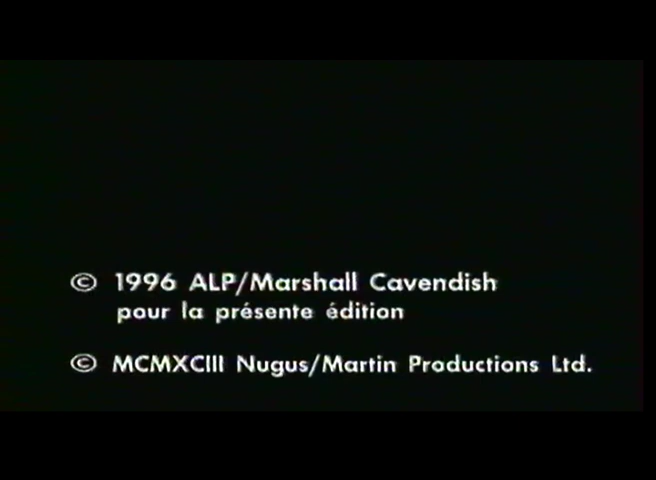 © 1996 ALP/Marshall Cavendish
pour la présente édition
© MCMXCIII Nugus/Martin Productions Ltd.